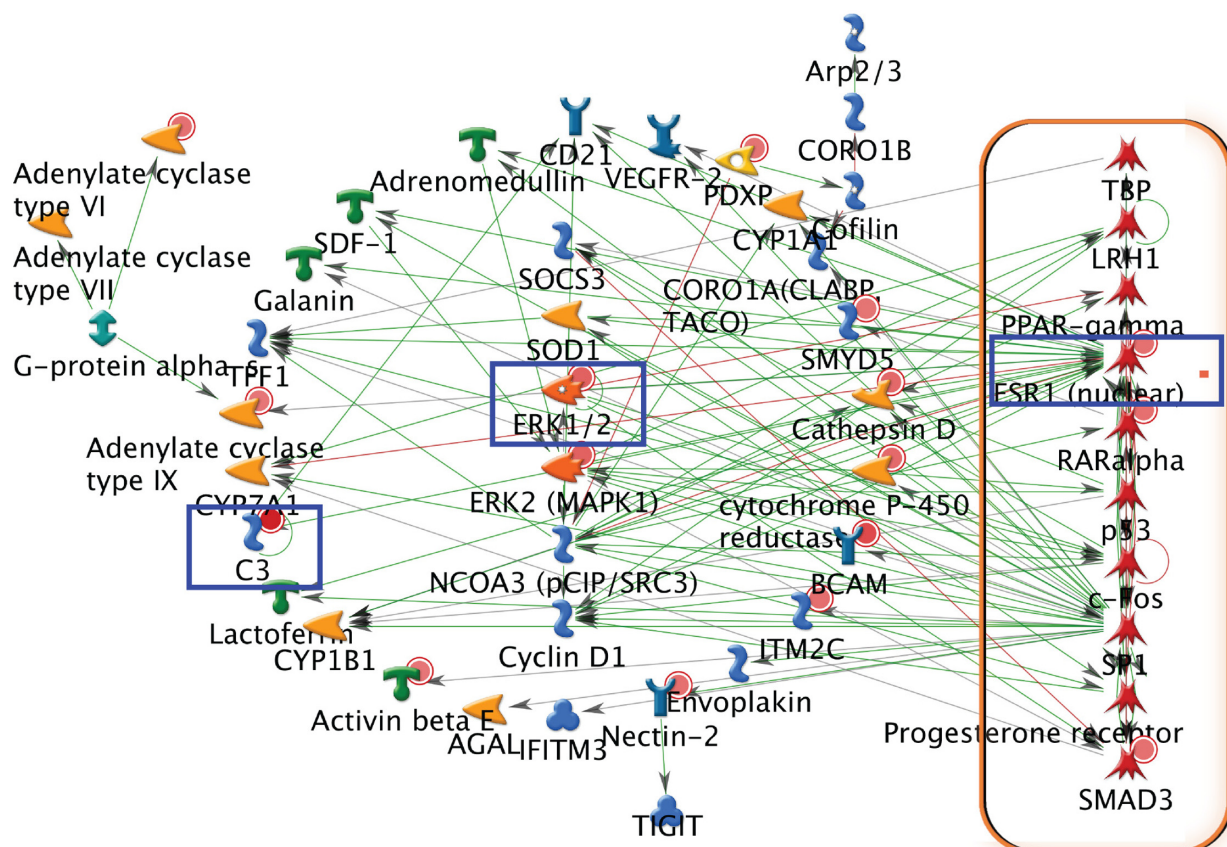 Arp2/3
CORO1B
CD21
VEGFR-2
PDXP
Adrenomedullin
Adenylate cyclase
type VI
TBP
CYP1A1
Cofilin
SDF-1
LRH1
Adenylate cyclase
type VII
SOCS3
Galanin
CORO1A(CLABP,
TACO)
PPAR-gamma
SOD1
SMYD5
G-protein alpha-s
TFF1
ESR1 (nuclear)
ERK1/2
Cathepsin D
Adenylate cyclase
type IX
RARalpha
CYP7A1
ERK2 (MAPK1)
cytochrome P-450
reductase
p53
C3
NCOA3 (pCIP/SRC3)
BCAM
c-Fos
Lactoferrin
CYP1B1
Cyclin D1
ITM2C
SP1
Activin beta E
Envoplakin
AGAL
IFITM3
Nectin-2
Progesterone receptor
SMAD3
TIGIT